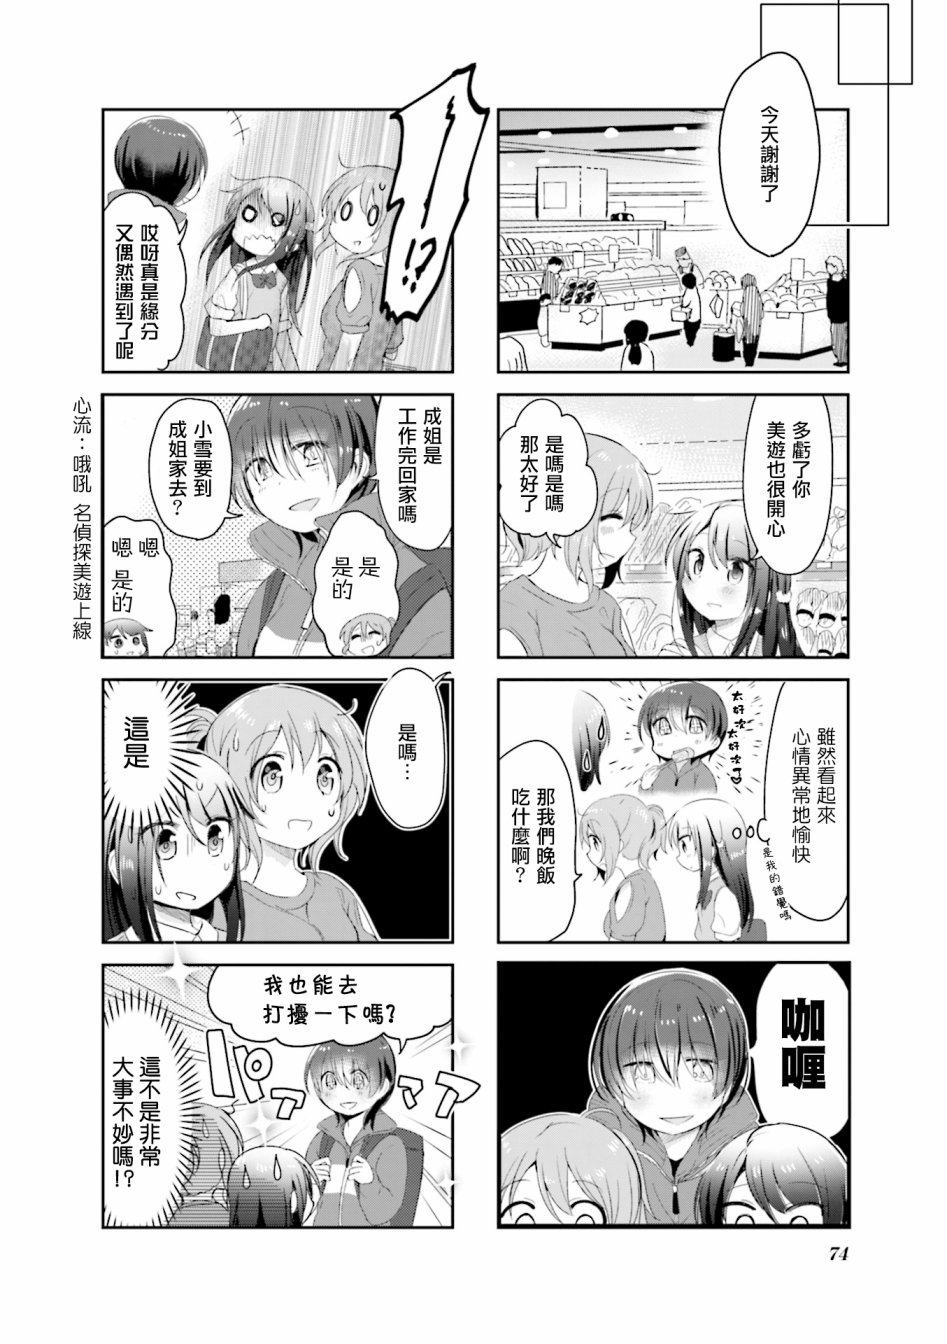 今天謝謝了
多虧了你
美遊也很開心
是嗎是嗎
那太好了
雖然看起來
心情異常地愉快
是我的錯覺嗎
太好次
太好次♥
那我們晚飯
吃什麼啊？
咖喱
！！？
哎呀真是緣分
又偶然遇到了呢
成姐是
工作完回家嗎
小雪要到
成姐家去？
是
是的
嗯嗯
是的
心流：哦吼 名偵探美遊上線
是嗎…
這是
我也能去
打擾一下嗎？
パアァァ
這不是非常
大事不妙嗎！？
74